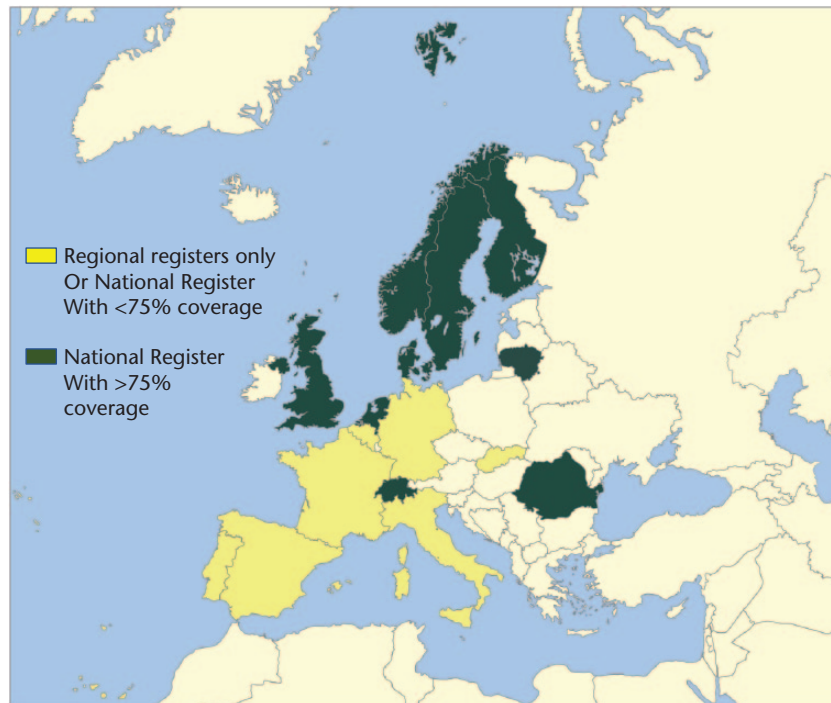 Regional registers only
Or National Register
With <75% coverage
National Register
With >75%
coverage